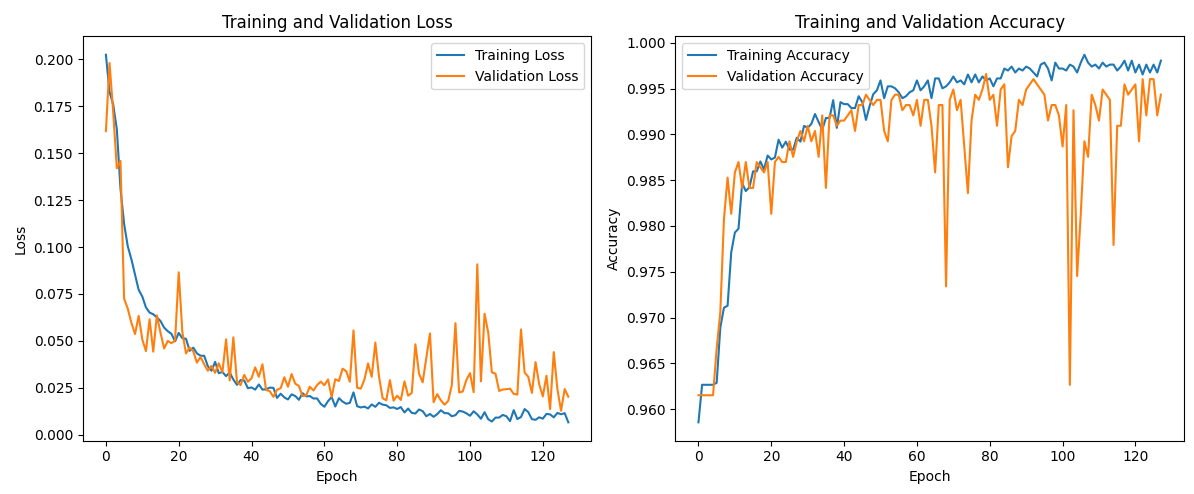 Training and Validation Loss
Training Loss
Validation Loss
0.200
0.175
0.150
0.125
0.100
0.075
0.050
0.025
0.000
Loss
0 20 40 60 80 100 120
Epoch
Training and Validation Accuracy
Training Accuracy
Validation Accuracy
1.000
0.995
0.990
0.985
0.980
0.975
0.970
0.965
0.960
Accuracy
0 20 40 60 80 100 120
Epoch